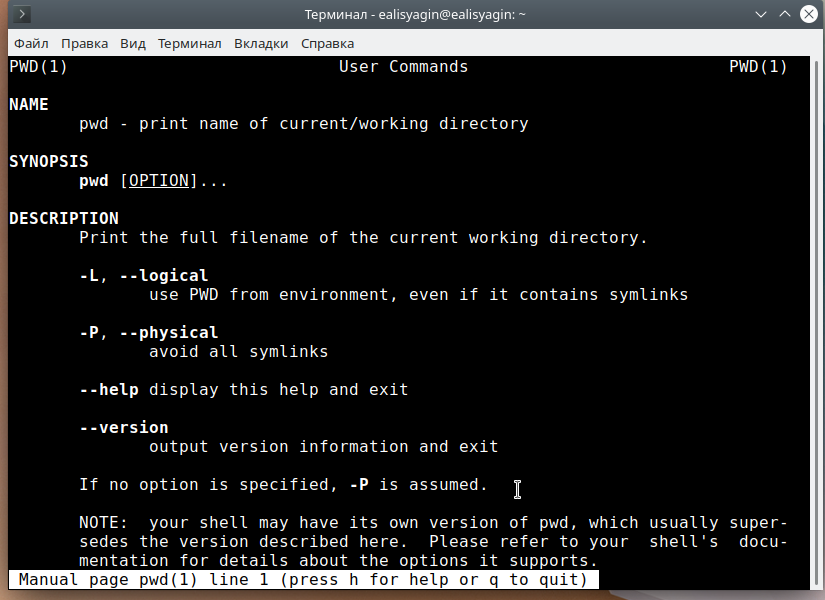 Терминал - ealisyagin@ealisyagin: ~
Файл Правка Вид Терминал Вкладки Справка
PWD(1) User Commands PWD(1)
NAME
pwd - print name of current/working directory
SYNOPSIS
pwd [OPTION]...
DESCRIPTION
Print the full filename of the current working directory.
-L, --logical
use PWD from environment, even if it contains symlinks
-P, --physical
avoid all symlinks
--help display this help and exit
--version
output version information and exit
If no option is specified, -P is assumed.
NOTE:  your shell may have its own version of pwd, which usually super-
sedes the version described here.  Please refer to your  shell's  docu-
mentation for details about the options it supports.
Manual page pwd(1) line 1 (press h for help or q to quit)